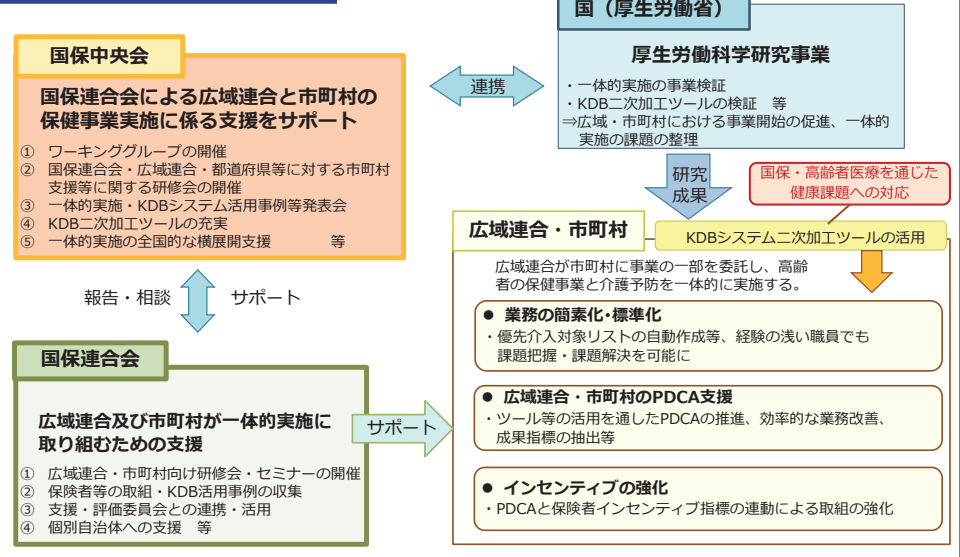 国（厚生労働省）
厚生労働科学研究事業
・一体的実施の事業検証
・KDB二次加工ツールの検証　等
⇒広域・市町村における事業開始の促進、一体的
実施の課題の整理
国保中央会
国保連合会による広域連合と市町村の
保健事業実施に係る支援をサポート
①　ワーキンググループの開催
②　国保連合会・広域連合・都道府県等に対する市町村
支援等に関する研修会の開催
③　一体的実施・KDBシステム活用事例等発表会
④　KDB二次加工ツールの充実
⑤　一体的実施の全国的な横展開支援　　　　等
連携
研究
成果
国保・高齢者医療を通じた
健康課題への対応
報告・相談
サポート
国保連合会
広域連合及び市町村が一体的実施に
取り組むための支援
①　広域連合・市町村向け研修会・セミナーの開催
②　保険者等の取組・KDB活用事例の収集
③　支援・評価委員会との連携・活用
④　個別自治体への支援　等
サポート
広域連合・市町村
KDBシステム二次加工ツールの活用
広域連合が市町村に事業の一部を委託し、高齢
者の保健事業と介護予防を一体的に実施する。
● 業務の簡素化･標準化
・優先介入対象リストの自動作成等、経験の浅い職員でも
課題把握・課題解決を可能に
● 広域連合・市町村のPDCA支援
・ツール等の活用を通したPDCAの推進、効率的な業務改善、
成果指標の抽出等
● インセンティブの強化
・PDCAと保険者インセンティブ指標の連動による取組の強化